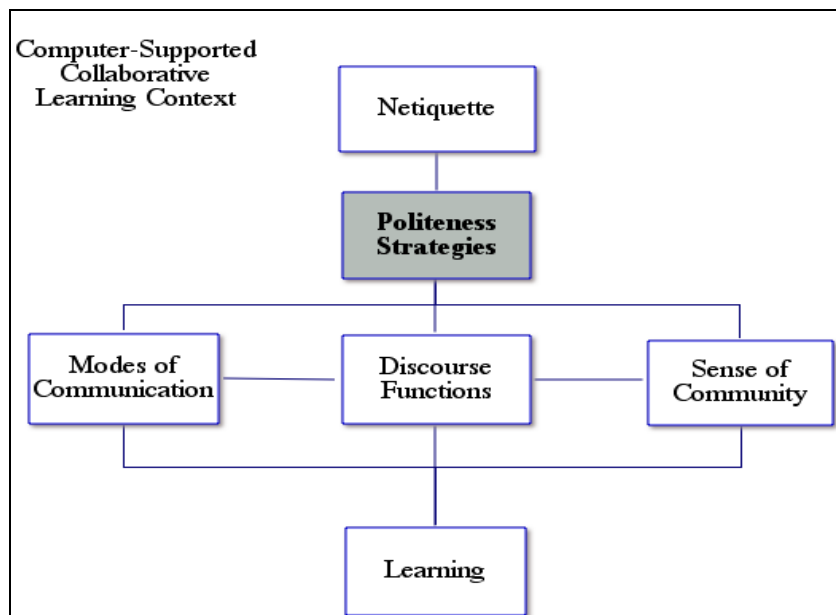 Computer-Supported
Collaborative
Learning Context
Netiquette
Politeness
Strategies
Modes of
Communication
Discourse
Functions
Sense of
Community
Learning